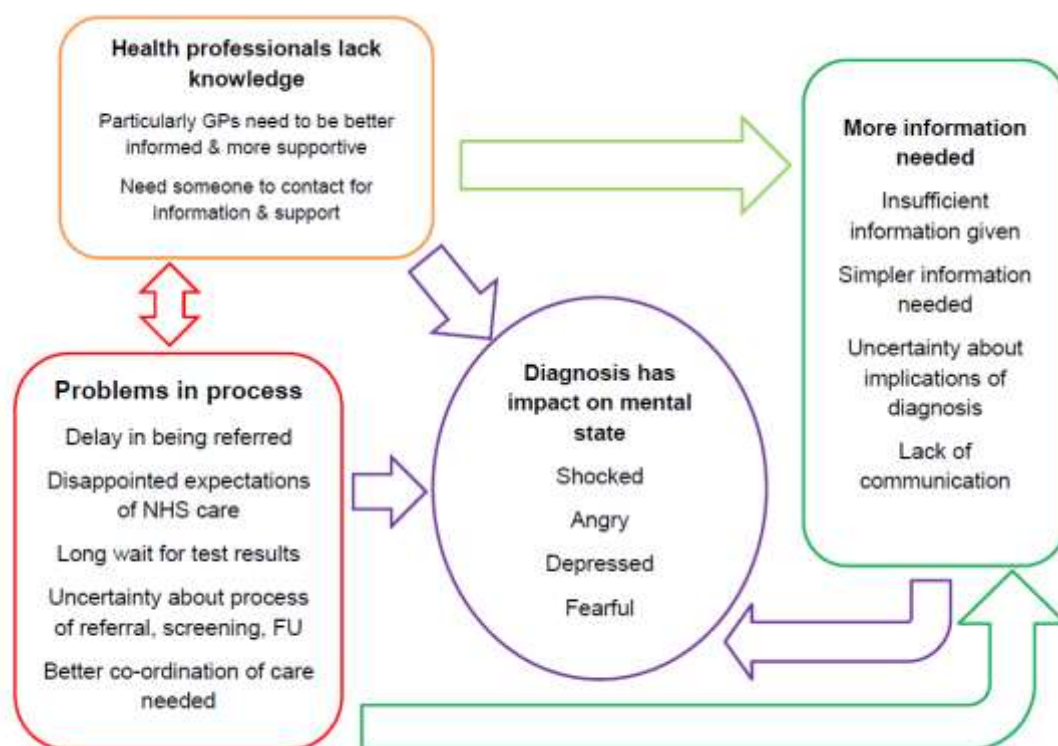 Health professionals lack
knowledge
Particularly GPs need to be better
informed & more supportive
Need someone to contact for
information & support
Problems in process
Delay in being referred
Disappointed expectations
of NHS care
Long wait for test results
Uncertainty about process
of referral, screening, FU
Better co-ordination of care
needed
Diagnosis has
impact on mental
state
Shocked
Angry
Depressed
Fearful
More information
needed
Insufficient
information given
Simpler information
needed
Uncertainty about
implications of
diagnosis
Lack of
communication